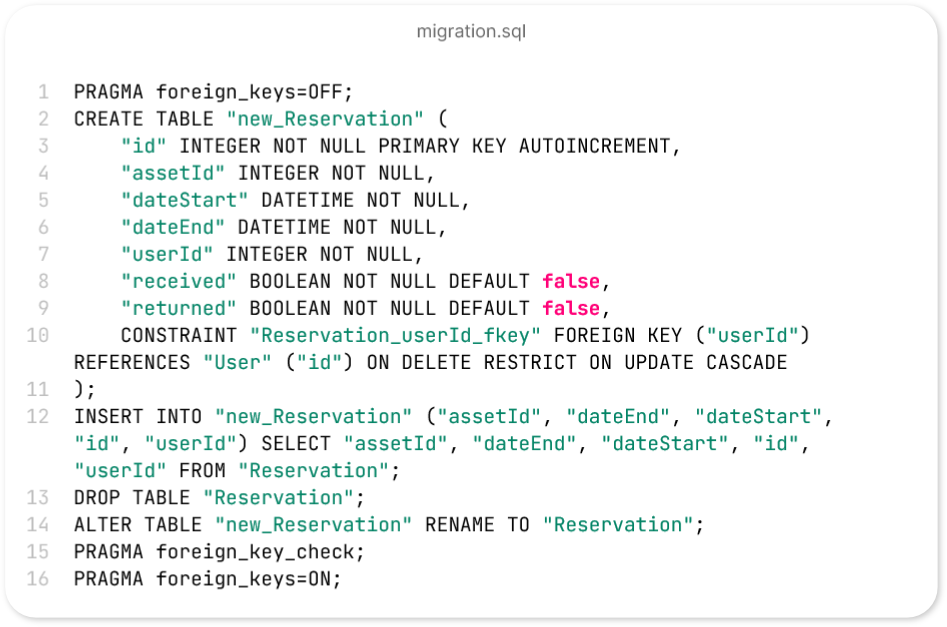 migration.sql
1 PRAGMA foreign_keys=OFF;
2 CREATE TABLE "new_Reservation" (
3 "id" INTEGER NOT NULL PRIMARY KEY AUTOINCREMENT,
4 "assetId" INTEGER NOT NULL,
5 "dateStart" DATETIME NOT NULL,
6 "dateEnd" DATETIME NOT NULL,
7 "userId" INTEGER NOT NULL,
8 "received" BOOLEAN NOT NULL DEFAULT false,
9 "returned" BOOLEAN NOT NULL DEFAULT false,
10 CONSTRAINT "Reservation_userId_fkey" FOREIGN KEY ("userId")
REFERENCES "User" ("id") ON DELETE RESTRICT ON UPDATE CASCADE
11 );
12 INSERT INTO "new_Reservation" ("assetId", "dateEnd", "dateStart",
"id", "userId") SELECT "assetId", "dateEnd", "dateStart", "id",
"userId" FROM "Reservation";
13 DROP TABLE "Reservation";
14 ALTER TABLE "new_Reservation" RENAME TO "Reservation";
15 PRAGMA foreign_key_check;
16 PRAGMA foreign_keys=ON;